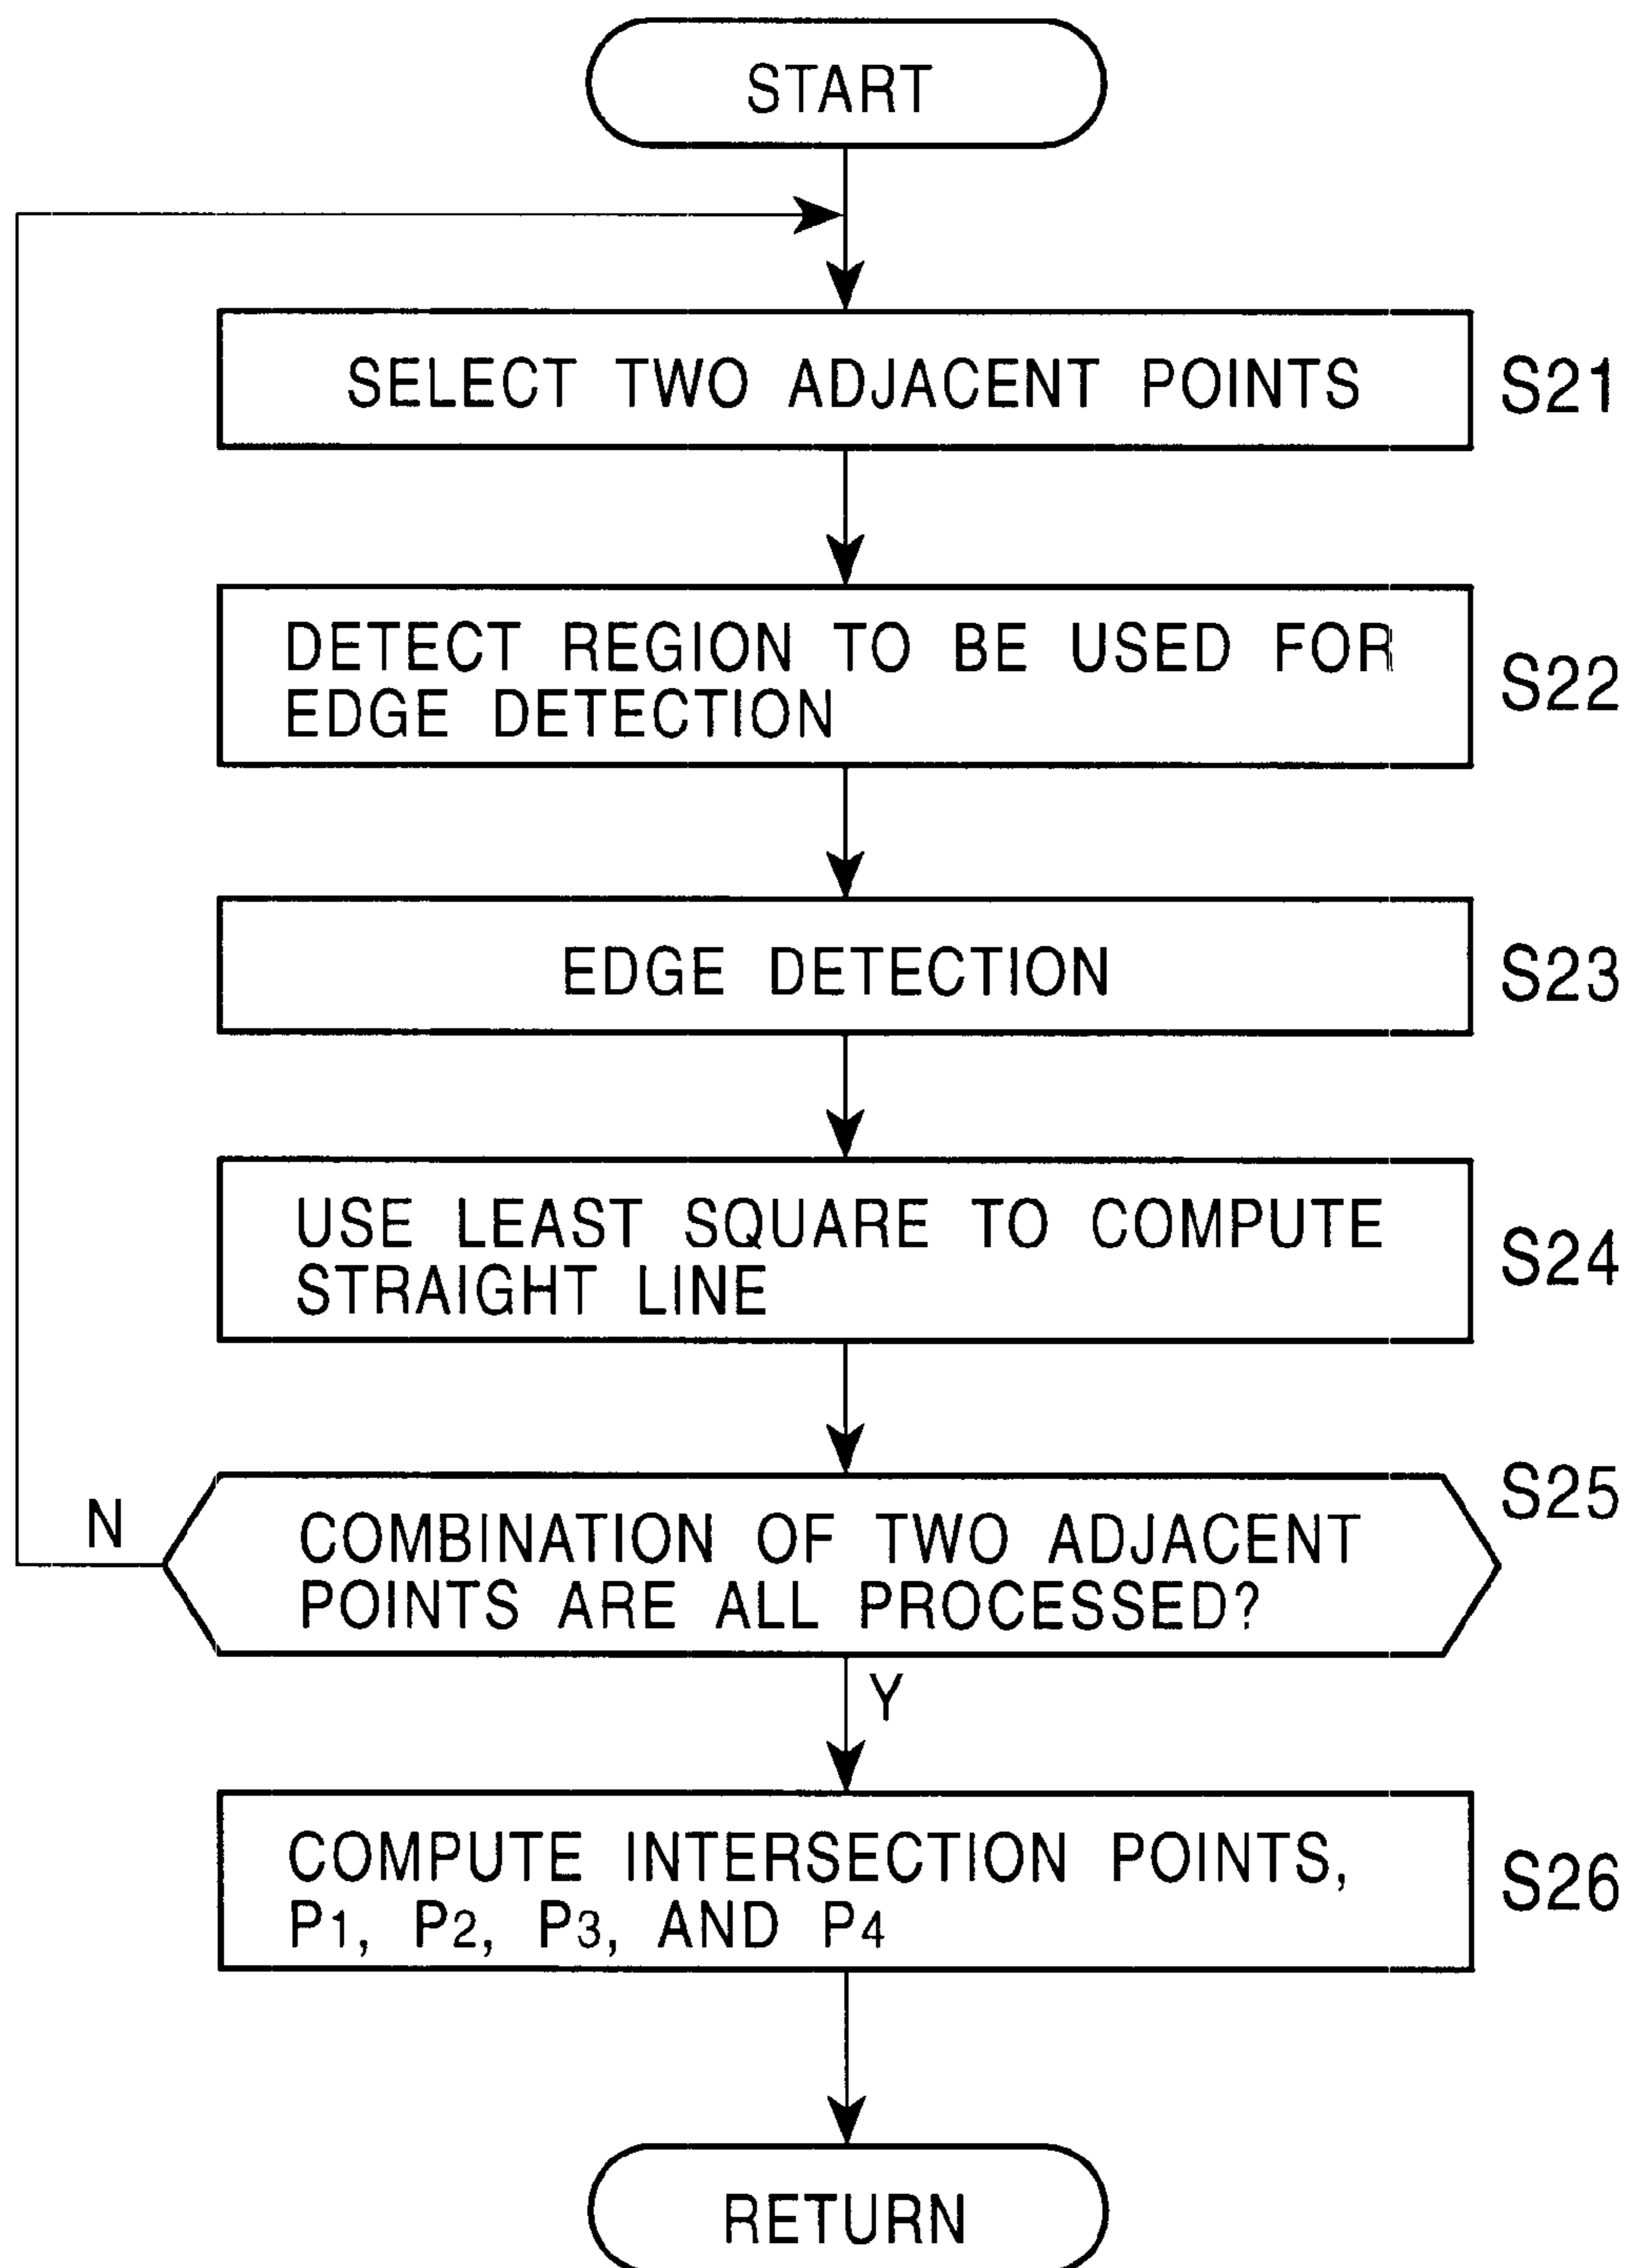 START
SELECT TWO ADJACENT POINTS
S21
DETECT REGION TO BE USED FOR
EDGE DETECTION
S22
EDGE DETECTION
S23
USE LEAST SQUARE TO COMPUTE
STRAIGHT LINE
S24
S25
N
COMBINATION OF TWO ADJACENT
POINTS ARE ALL PROCESSED?
Y
COMPUTE INTERSECTION POINTS,
P1, P2, P3, AND P4
S26
RETURN